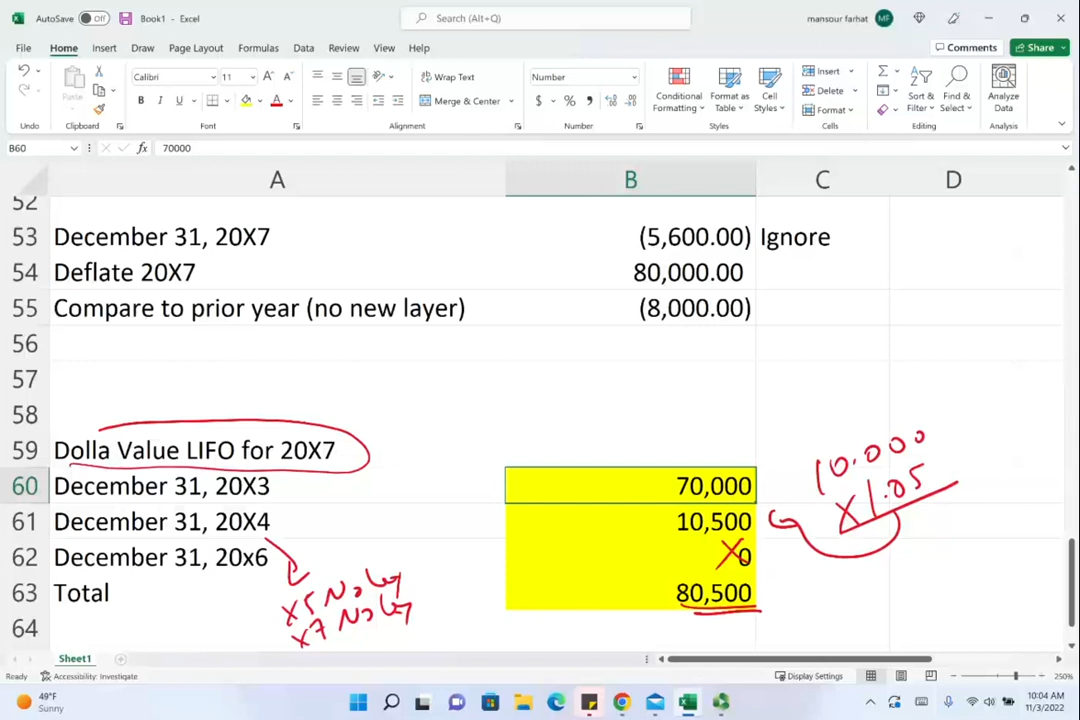 AutoSave Off Book1 - Excel Search (Alt+Q) mansour farhat MF
File Home Insert Draw Page Layout Formulas Data Review View Help Comments Share
Calibri 11 Wrap Text Number Insert
Paste B I U Merge & Center $ % Conditional Formatting Format as Table Cell Styles Delete Format Sort & Filter Find & Select Analyze Data
Undo Clipboard Font Alignment Number Styles Cells Editing Analysis
B60 fx 70000
A B C D
52
53 December 31, 20X7 (5,600.00) Ignore
54 Deflate 20X7 80,000.00
55 Compare to prior year (no new layer) (8,000.00)
56
57
58
59 Dolla Value LIFO for 20X7
10.000
60 December 31, 20X3 70,000
X 1.05
61 December 31, 20X4 10,500
62 December 31, 20x6 0
63 Total 80,500
X5 No
X7 No
64
Sheet1
Ready Accessibility: Investigate Display Settings 250%
49°F
Sunny
10:04 AM
11/3/2022